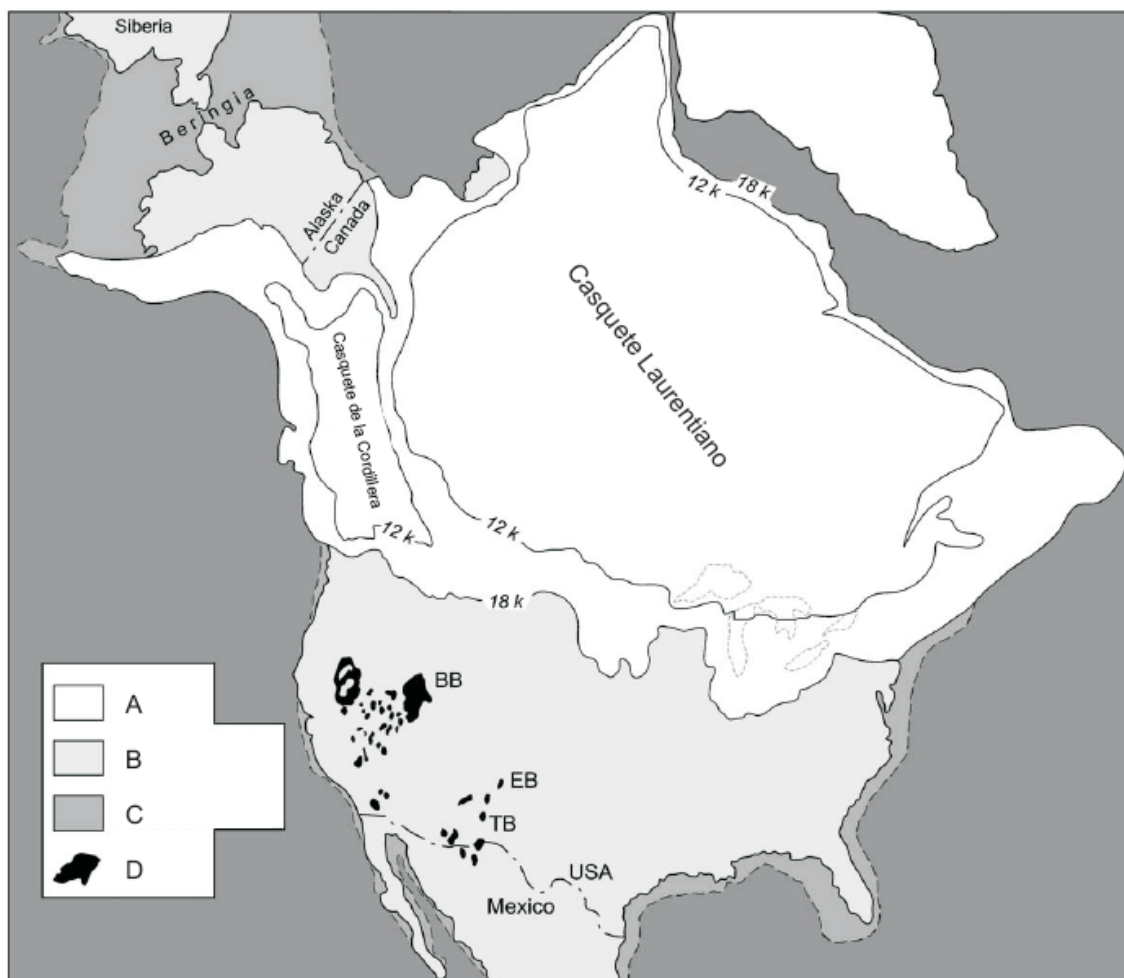 Siberia
Beringia
Alaska
Canada
12 k
18 k
Casquete Laurentiano
Casquete de la Cordillera
12 k
12 k
18 k
BB
EB
TB
USA
Mexico
A
B
C
D